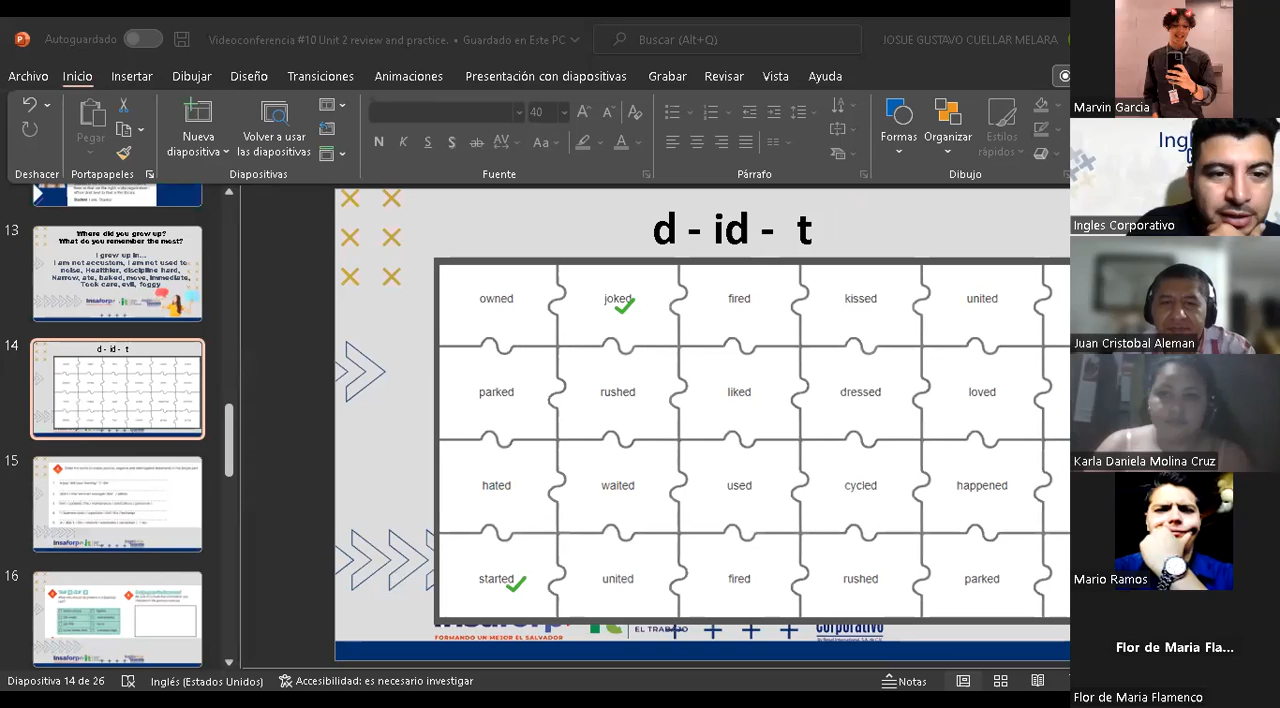 Autoguardado
Videoconferencia #10 Unit 2 review and practice. • Guardado en Este PC
Buscar (Alt+Q)
JOSUE GUSTAVO CUELLAR MELARA
Archivo Inicio Insertar Dibujar Diseño Transiciones Animaciones Presentación con diapositivas Grabar Revisar Vista Ayuda
Pegar
Nueva diapositiva
Volver a usar las diapositivas
40
N K S S ab AV Aa A
Formas
Organizar
Estilos rápidos
Deshacer Portapapeles Diapositivas Fuente Párrafo Dibujo
13
Where did you grow up?
What do you remember the most?
I grew up in...
I am not accustom, I am not used to
noise, Healthier, discipline hard,
Narrow, ate, baked, move, immediate,
Took care, evil, foggy
14
d - id - t
15
16
d - id - t
owned joked fired kissed united
parked rushed liked dressed loved
hated waited used cycled happened
started united fired rushed parked
EL TRABAJO
FORMANDO UN MEJOR EL SALVADOR
Corporativo
Diapositiva 14 de 26
Inglés (Estados Unidos)
Accesibilidad: es necesario investigar
Notas
Marvin Garcia
Ingles Corporativo
Juan Cristobal Aleman
Karla Daniela Molina Cruz
Mario Ramos
Flor de Maria Fla...
Flor de Maria Flamenco